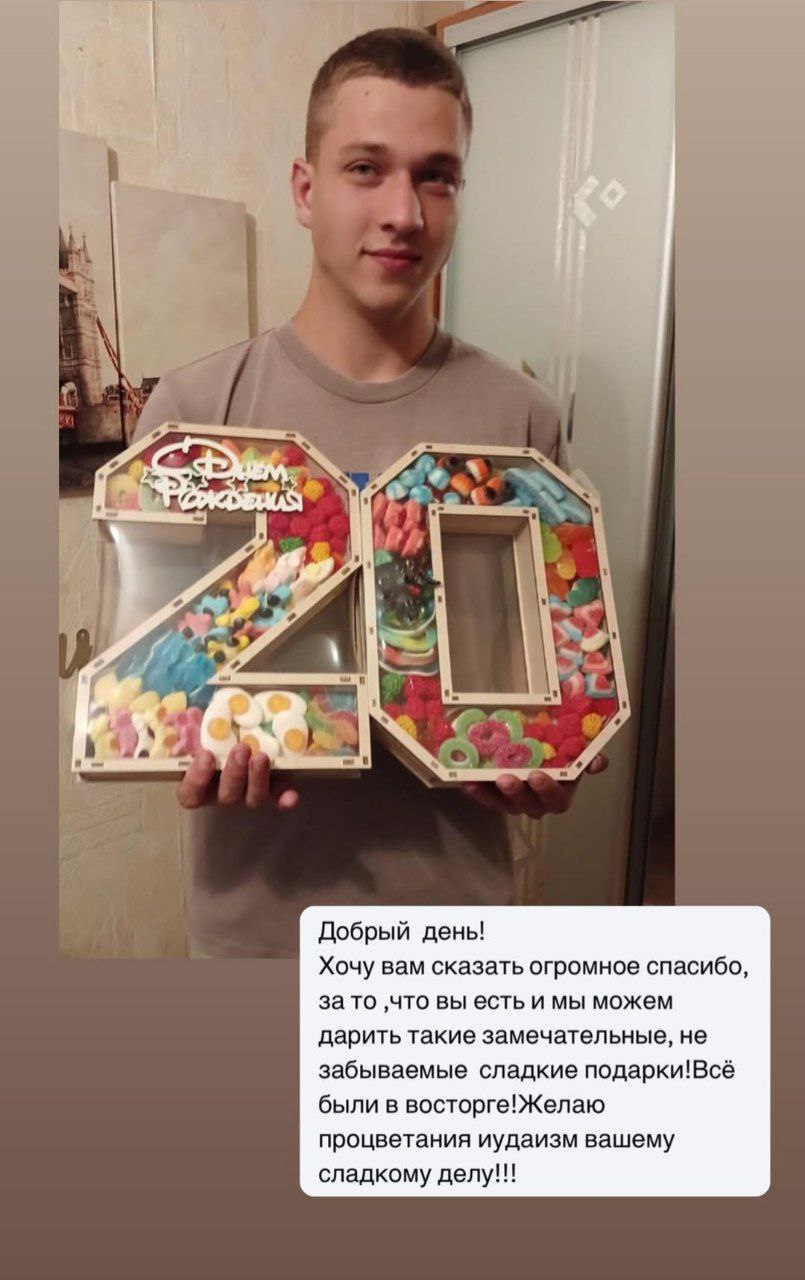 С Днем
Рождения
Добрый день!
Хочу вам сказать огромное спасибо,
за то ,что вы есть и мы можем
дарить такие замечательные, не
забываемые сладкие подарки!Всё
были в восторге!Желаю
процветания иудаизм вашему
сладкому делу!!!